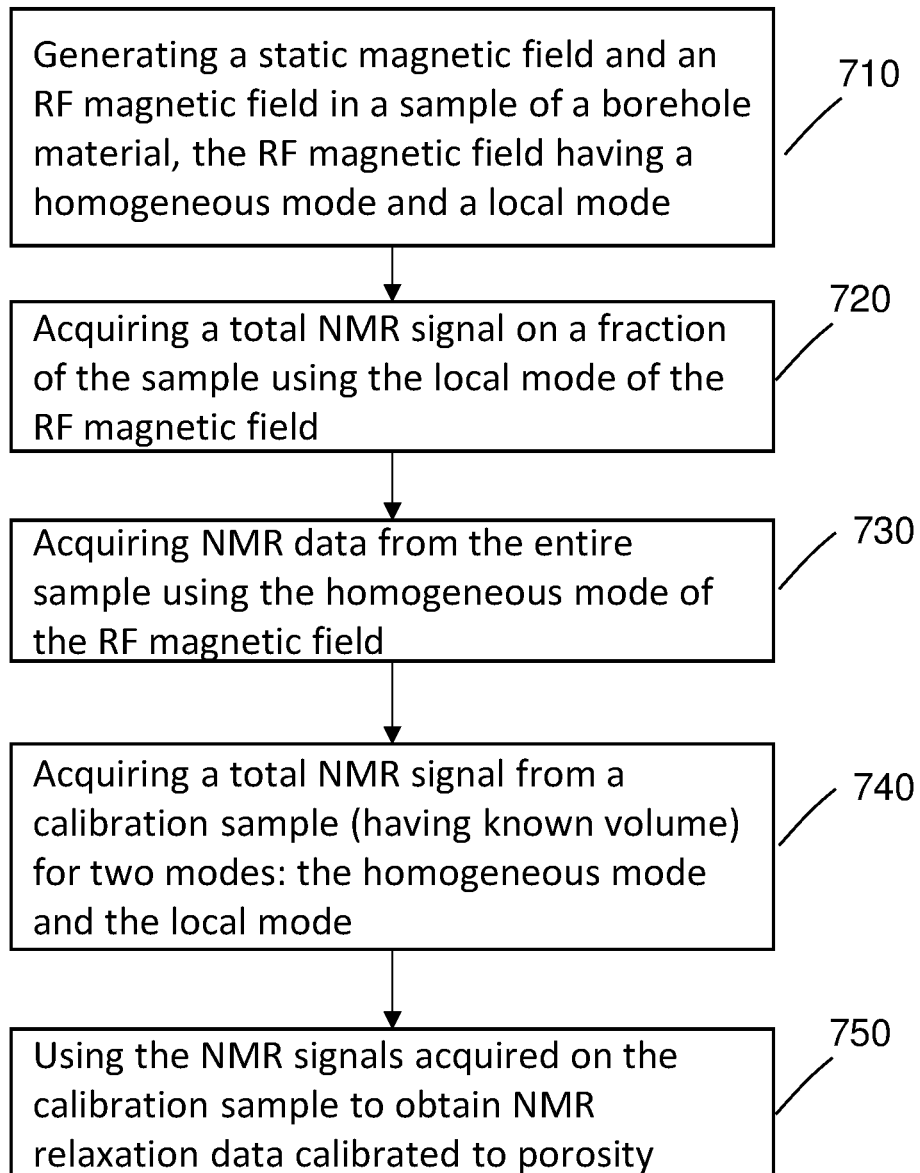 Generating a static magnetic field and an
RF magnetic field in a sample of a borehole
material, the RF magnetic field having a
homogeneous mode and a local mode
710
Acquiring a total NMR signal on a fraction
of the sample using the local mode of the
RF magnetic field
720
Acquiring NMR data from the entire
sample using the homogeneous mode of
the RF magnetic field
730
Acquiring a total NMR signal from a
calibration sample (having known volume)
for two modes: the homogeneous mode
and the local mode
740
Using the NMR signals acquired on the
calibration sample to obtain NMR
relaxation data calibrated to porosity
750